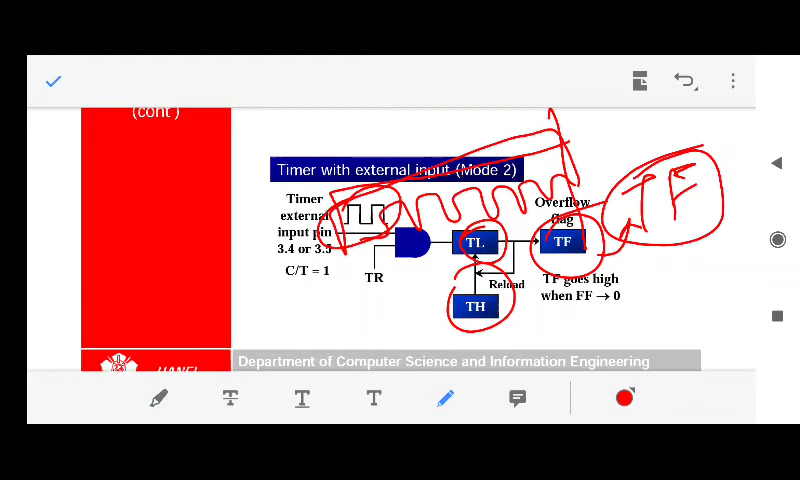 (cont')
Timer with external input (Mode 2)
Timer
external
input pin
3.4 or 3.5
C/T = 1
TR
TL
TH
Reload
Overflow
flag
TF
TF goes high
when FF → 0
TF
HANEL
Department of Computer Science and Information Engineering
T
T
T